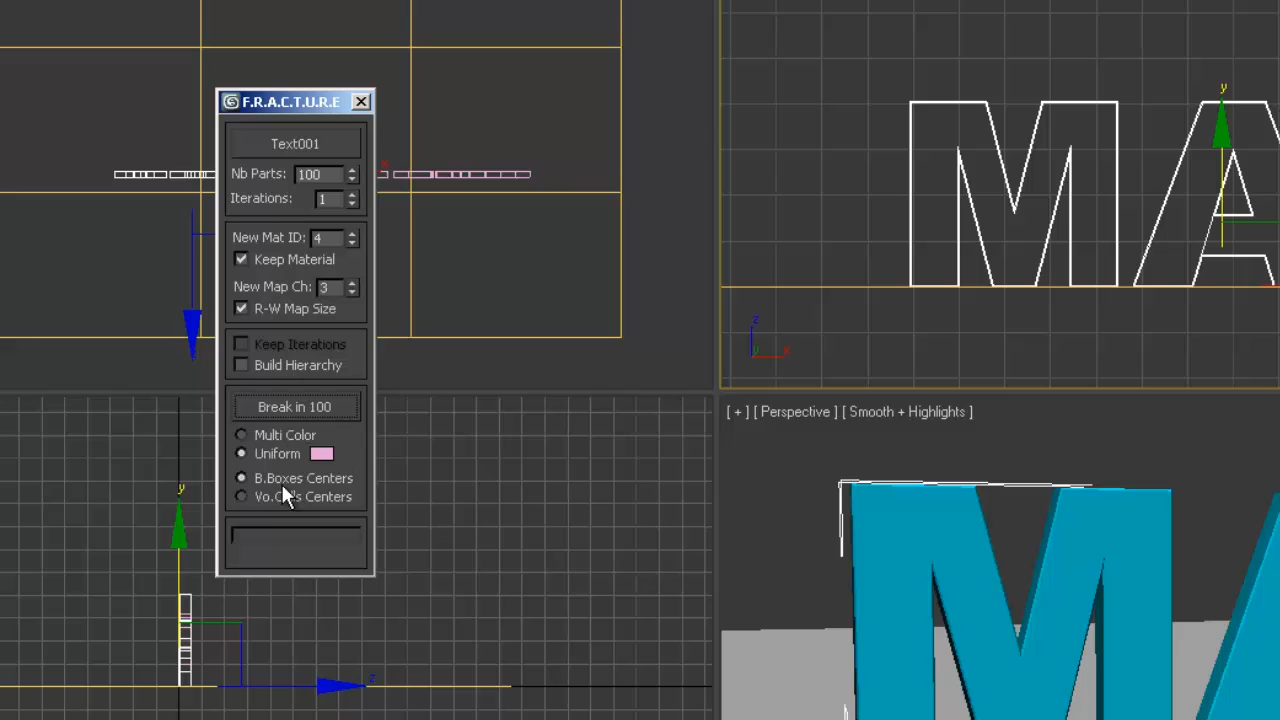 F.R.A.C.T.U.R.E
Text001
Nb Parts: 100
Iterations: 1
New Mat ID: 4
Keep Material
New Map Ch: 3
R-W Map Size
Keep Iterations
Build Hierarchy
Break in 100
Multi Color
Uniform
B.Boxes Centers
Centers
x
y
z
y
z
x
y
MA
[ + ] [ Perspective ] [ Smooth + Highlights ]
MA